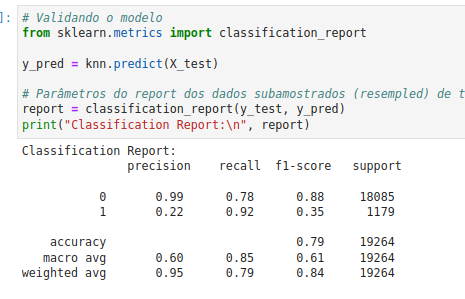 ]:
# Validando o modelo
from sklearn.metrics import classification_report
y_pred = knn.predict(X_test)
# Parâmetros do report dos dados subamostrados (resempled) de
report = classification_report(y_test, y_pred)
print("Classification Report:\n", report)
Classification Report:
precision recall f1-score support
0 0.99 0.78 0.88 18085
1 0.22 0.92 0.35 1179
accuracy 0.79 19264
macro avg 0.60 0.85 0.61 19264
weighted avg 0.95 0.79 0.84 19264